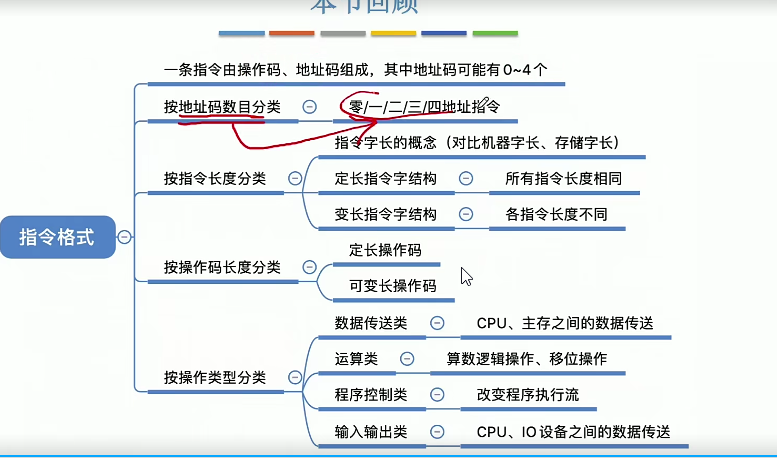 本节回顾
一条指令由操作码、地址码组成，其中地址码可能有0~4个
按地址码数目分类
零/一/二/三/四地址指令
指令字长的概念（对比机器字长、存储字长）
按指令长度分类
定长指令字结构
所有指令长度相同
变长指令字结构
各指令长度不同
指令格式
按操作码长度分类
定长操作码
可变长操作码
数据传送类
CPU、主存之间的数据传送
运算类
算数逻辑操作、移位操作
按操作类型分类
程序控制类
改变程序执行流
输入输出类
CPU、IO设备之间的数据传送